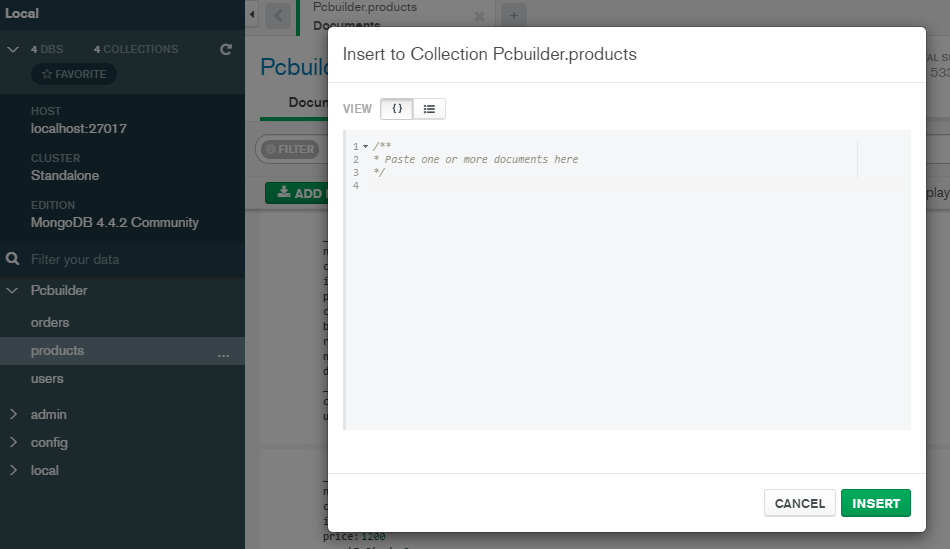 Local
4 DBS 4 COLLECTIONS
FAVORITE
HOST
localhost:27017
CLUSTER
Standalone
EDITION
MongoDB 4.4.2 Community
Filter your data
Pcbuilder
orders
products ...
users
admin
config
local
Pcbuilder.products
Documents
FILTER
ADD
Insert to Collection Pcbuilder.products
VIEW {}
1 /**
2 * Paste one or more documents here
3 */
4
CANCEL INSERT
price: 1200